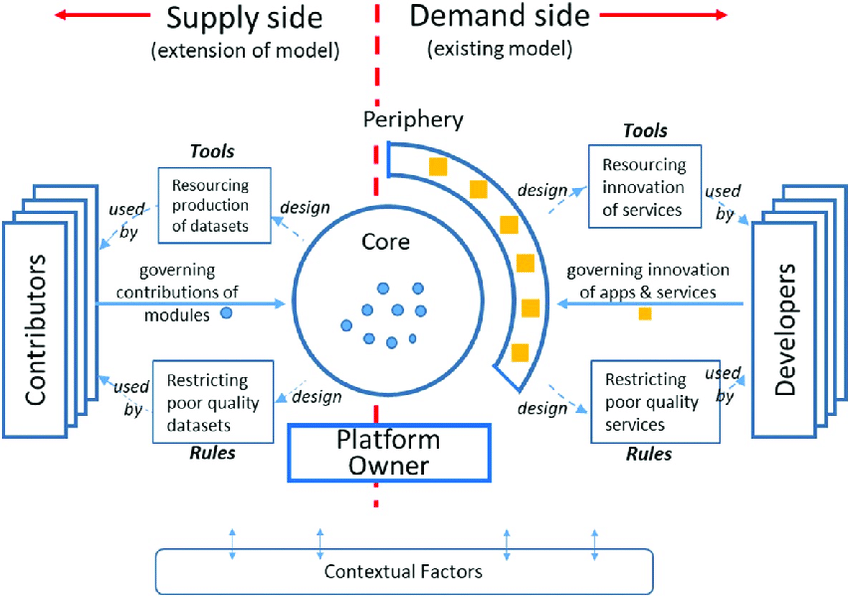 Supply side
(extension of model)
Demand side
(existing model)
Periphery
Tools
Resourcing
production
of datasets
used
by
design
Core
governing
contributions of
modules
Contributors
used
by
Restricting
poor quality
datasets
design
Rules
Platform
Owner
Tools
Resourcing
innovation
of services
design
used
by
governing innovation
of apps & services
Developers
design
Restricting
poor quality
services
used
by
Rules
Contextual Factors